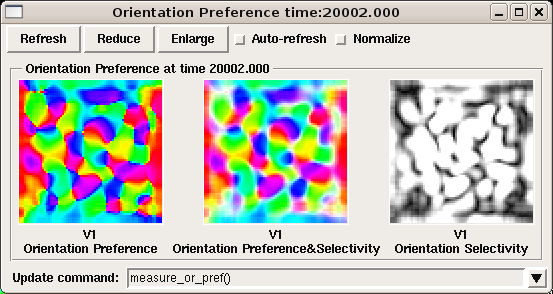 Orientation Preference time:20002.000
Refresh Reduce Enlarge Auto-refresh Normalize
Orientation Preference at time 20002.000
V1 V1 V1
Orientation Preference Orientation Preference&Selectivity Orientation Selectivity
Update command: measure_or_pref()